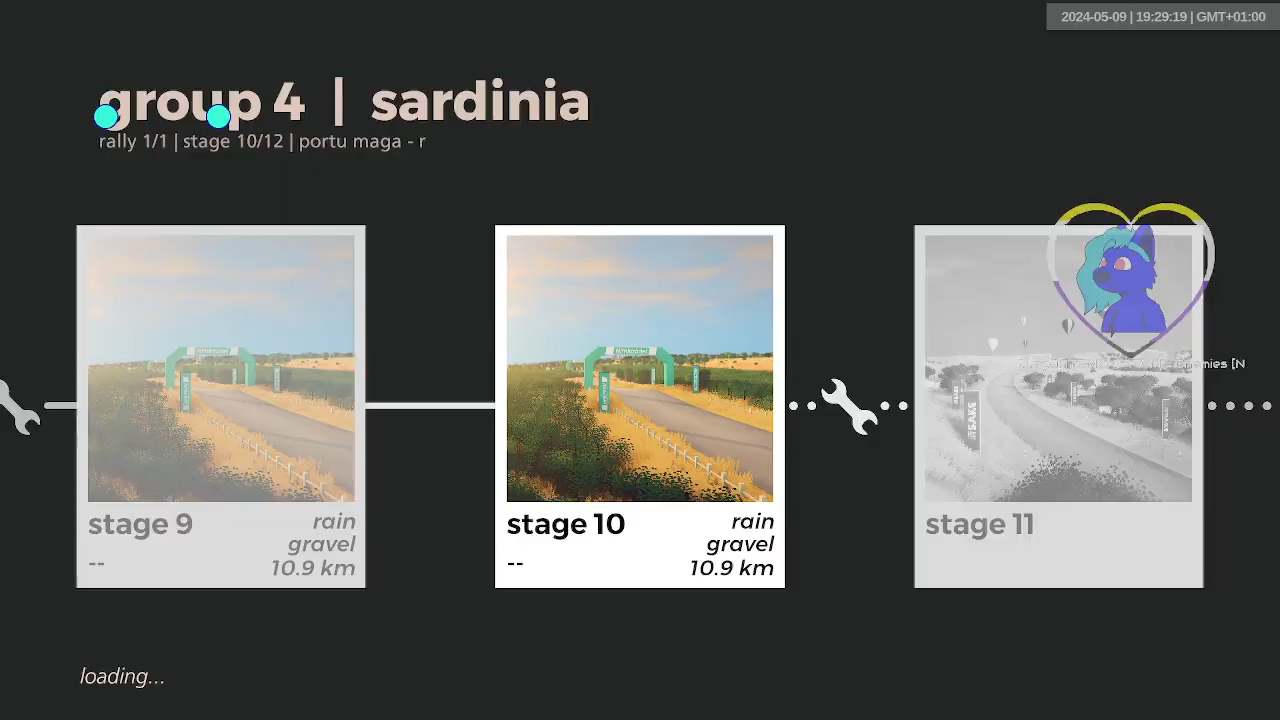 2024-05-09 | 19:29:19 | GMT+01:00
group 4 | sardinia
rally 1/1 | stage 10/12 | portu maga - r
stage 9
rain
gravel
--
10.9 km
stage 10
rain
gravel
--
10.9 km
stage 11
loading...